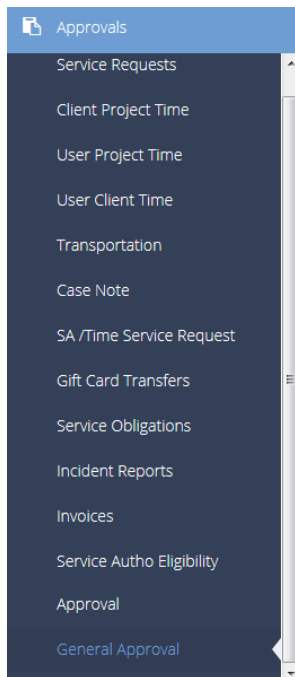 Approvals
Service Requests
Client Project Time
User Project Time
User Client Time
Transportation
Case Note
SA /Time Service Request
Gift Card Transfers
Service Obligations
Incident Reports
Invoices
Service Autho Eligibility
Approval
General Approval